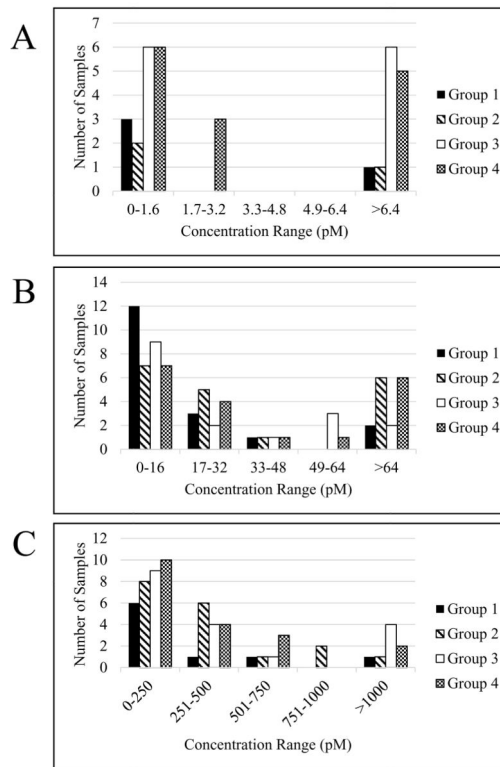 A
Number of Samples
7
6
5
4
3
2
1
0
0-1.6 1.7-3.2 3.3-4.8 4.9-6.4 >6.4
Concentration Range (pM)
Group 1
Group 2
Group 3
Group 4
B
Number of Samples
14
12
10
8
6
4
2
0
0-16 17-32 33-48 49-64 >64
Concentration Range (pM)
Group 1
Group 2
Group 3
Group 4
C
Number of Samples
12
10
8
6
4
2
0
0-250 251-500 501-750 751-1000 >1000
Concentration Range (pM)
Group 1
Group 2
Group 3
Group 4